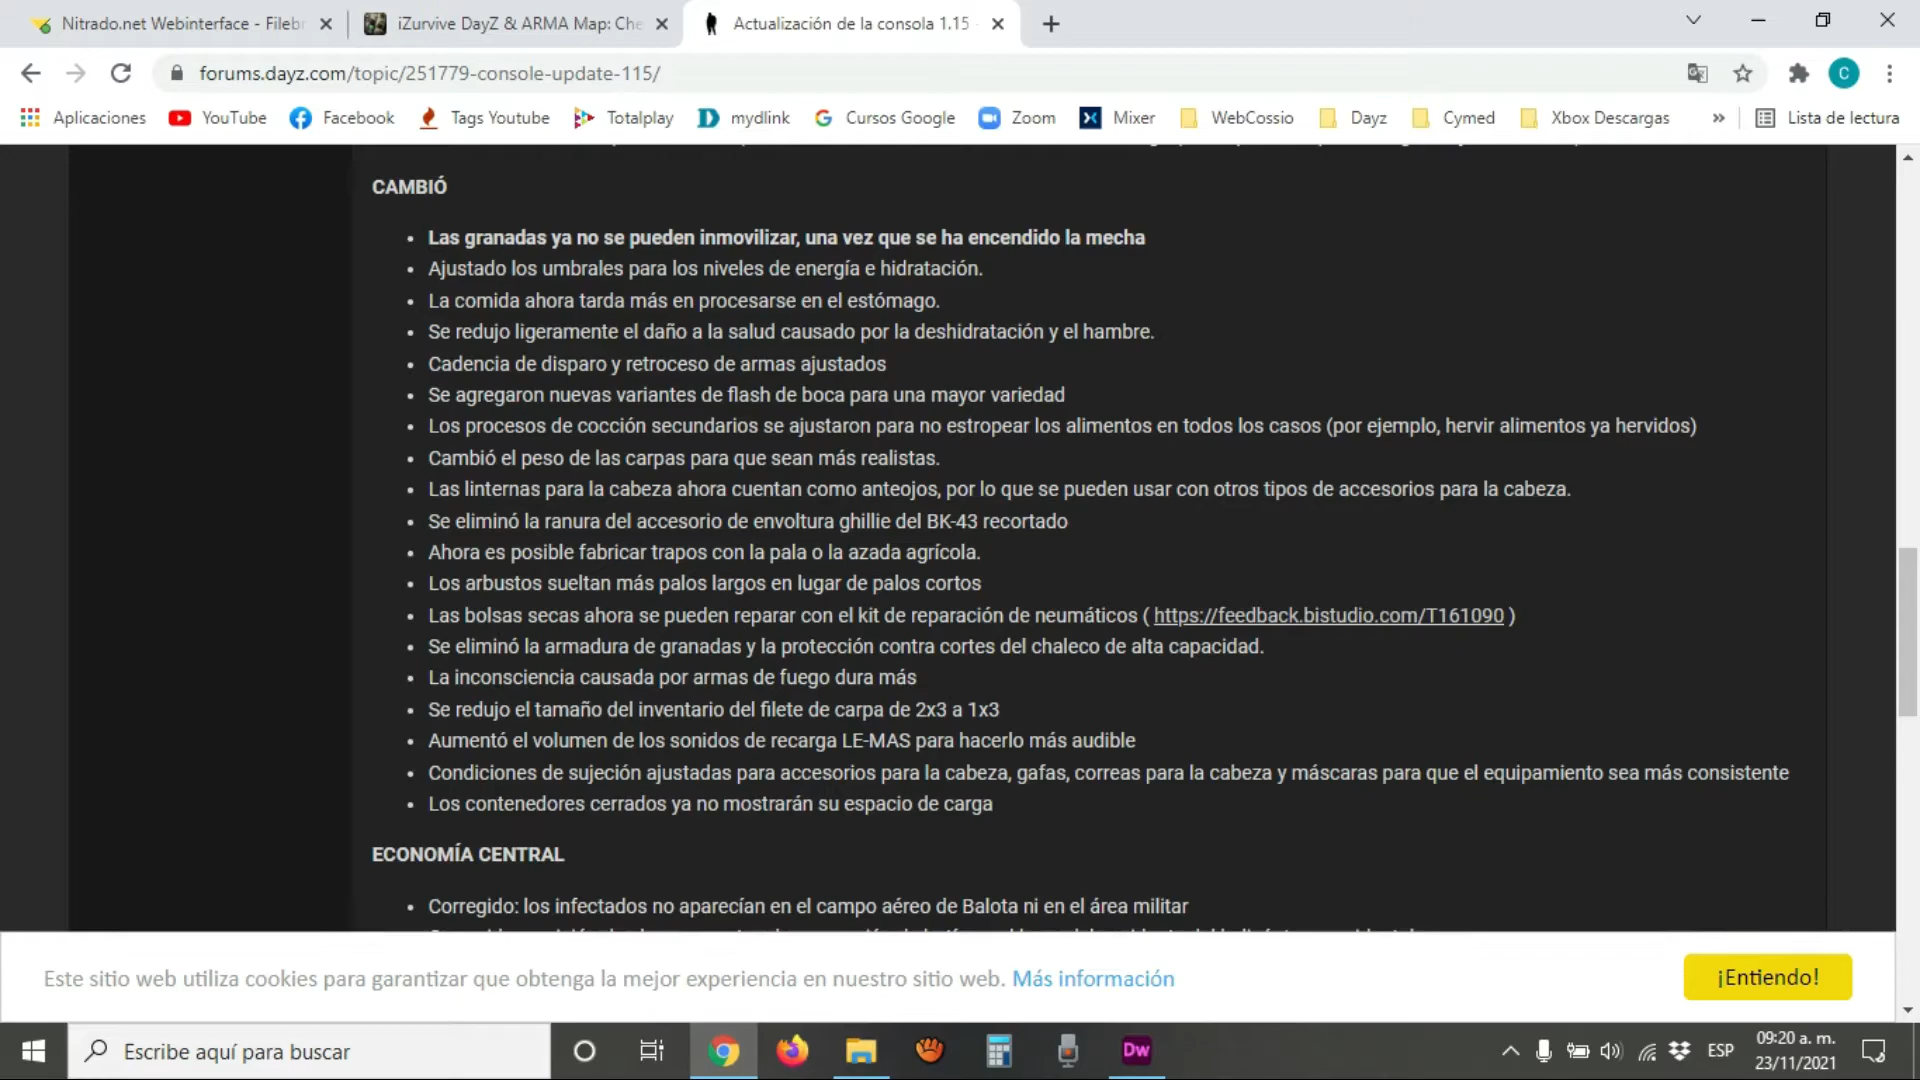 Nitrado.net Webinterface - Filebr
iZurvive DayZ & ARMA Map: Che
Actualización de la consola 1.15
forums.dayz.com/topic/251779-console-update-115/
C
Aplicaciones
YouTube
Facebook
Tags Youtube
Totalplay
mydlink
Cursos Google
Zoom
Mixer
WebCossio
Dayz
Cymed
Xbox Descargas
»
Lista de lectura
CAMBIÓ
• Las granadas ya no se pueden inmovilizar, una vez que se ha encendido la mecha
• Ajustado los umbrales para los niveles de energía e hidratación.
• La comida ahora tarda más en procesarse en el estómago.
• Se redujo ligeramente el daño a la salud causado por la deshidratación y el hambre.
• Cadencia de disparo y retroceso de armas ajustados
• Se agregaron nuevas variantes de flash de boca para una mayor variedad
• Los procesos de cocción secundarios se ajustaron para no estropear los alimentos en todos los casos (por ejemplo, hervir alimentos ya hervidos)
• Cambió el peso de las carpas para que sean más realistas.
• Las linternas para la cabeza ahora cuentan como anteojos, por lo que se pueden usar con otros tipos de accesorios para la cabeza.
• Se eliminó la ranura del accesorio de envoltura ghillie del BK-43 recortado
• Ahora es posible fabricar trapos con la pala o la azada agrícola.
• Los arbustos sueltan más palos largos en lugar de palos cortos
• Las bolsas secas ahora se pueden reparar con el kit de reparación de neumáticos ( https://feedback.bistudio.com/T161090 )
• Se eliminó la armadura de granadas y la protección contra cortes del chaleco de alta capacidad.
• La inconsciencia causada por armas de fuego dura más
• Se redujo el tamaño del inventario del filete de carpa de 2x3 a 1x3
• Aumentó el volumen de los sonidos de recarga LE-MAS para hacerlo más audible
• Condiciones de sujeción ajustadas para accesorios para la cabeza, gafas, correas para la cabeza y máscaras para que el equipamiento sea más consistente
• Los contenedores cerrados ya no mostrarán su espacio de carga
ECONOMÍA CENTRAL
• Corregido: los infectados no aparecían en el campo aéreo de Balota ni en el área militar
Este sitio web utiliza cookies para garantizar que obtenga la mejor experiencia en nuestro sitio web. Más información
¡Entiendo!
Escribe aquí para buscar
Dw
ESP
09:20 a. m.
23/11/2021